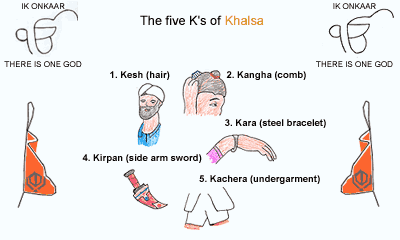 IK ONKAAR
ੴ
THERE IS ONE GOD
The five K's of Khalsa
IK ONKAAR
ੴ
THERE IS ONE GOD
1. Kesh (hair)
2. Kangha (comb)
3. Kara (steel bracelet)
4. Kirpan (side arm sword)
5. Kachera (undergarment)